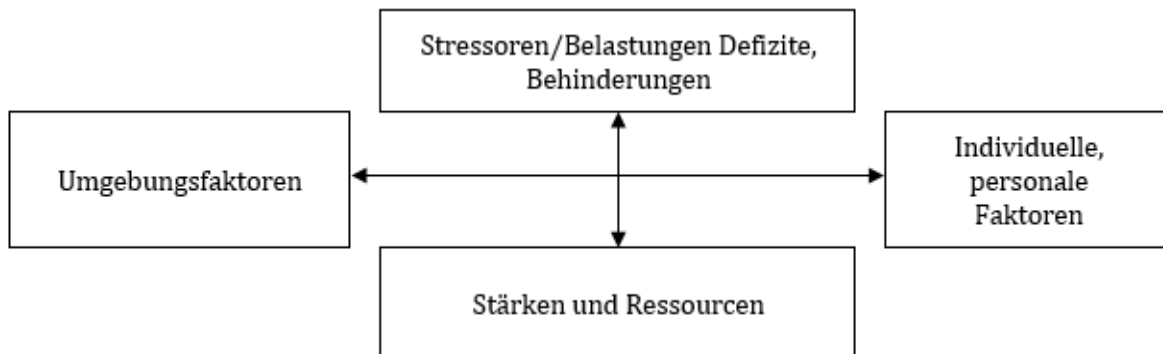 Stressoren/Belastungen Defizite,
Behinderungen
Umgebungsfaktoren
Individuelle,
personale
Faktoren
Stärken und Ressourcen